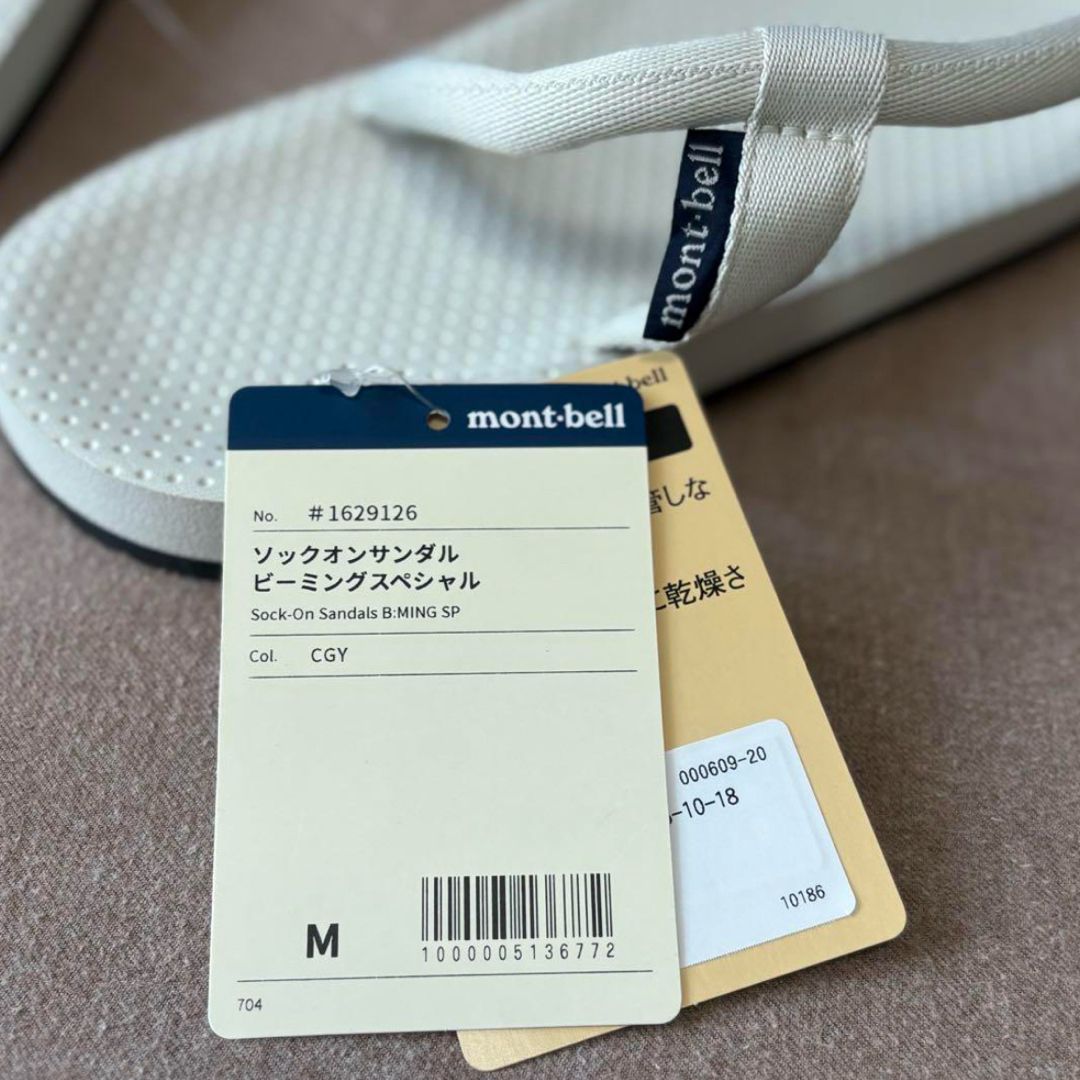 mont·bell
mont·bell
No. #1629126
ソックオンサンダル
ビーミングスペシャル
Sock-On Sandals B:MING SP
Col. CGY
M
1000005136772
704
bell
管しな
に乾燥さ
000609-20
-10-18
10186